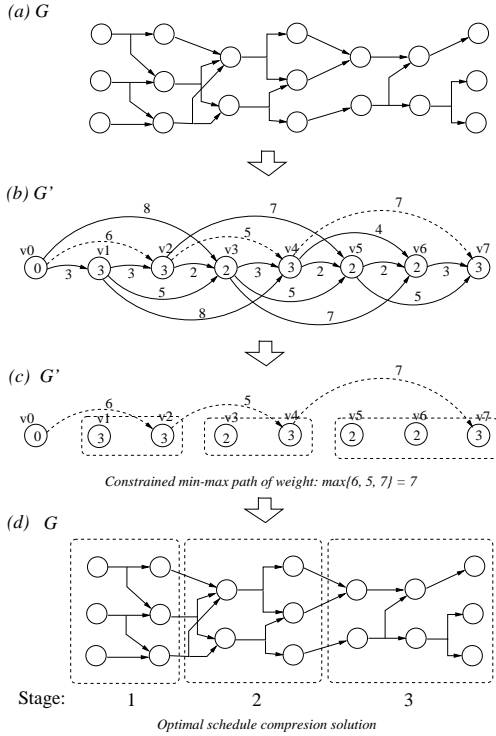 (a) G
(b) G'
8
7
7
6
5
4
v0
v1
v2
v3
v4
v5
v6
v7
0
3
3
3
3
2
2
3
3
2
2
2
2
3
3
5
5
5
8
7
(c) G'
7
6
5
v0
v1
v2
v3
v4
v5
v6
v7
0
3
3
2
3
2
2
3
Constrained min-max path of weight: max{6, 5, 7} = 7
(d) G
Stage: 1 2 3
Optimal schedule compresion solution